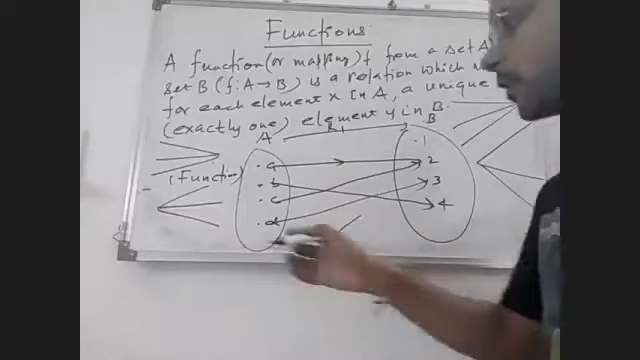 Functions
A function (or mapping) f from a set A
set B (f: A→B) is a relation which
for each element x in A, a unique
(exactly one) element y in B.
A
B
(Function)
.a
.b
.c
.d
.1
2
3
4